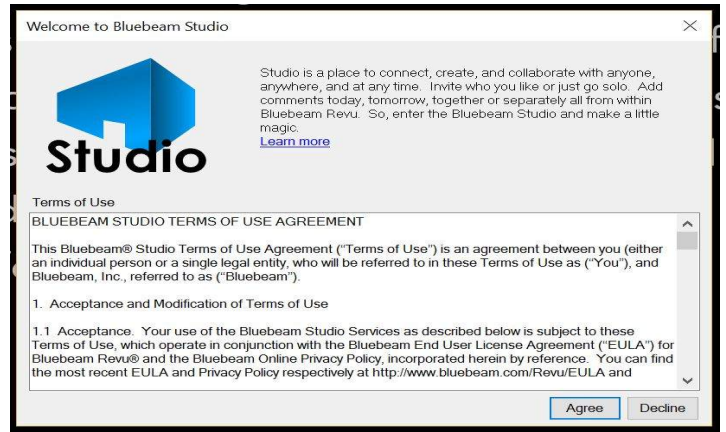 Welcome to Bluebeam Studio
Studio
Studio is a place to connect, create, and collaborate with anyone,
anywhere, and at any time. Invite who you like or just go solo. Add
comments today, tomorrow, together or separately all from within
Bluebeam Revu. So, enter the Bluebeam Studio and make a little
magic.
Learn more
Terms of Use
BLUEBEAM STUDIO TERMS OF USE AGREEMENT
This Bluebeam® Studio Terms of Use Agreement (“Terms of Use”) is an agreement between you (either
an individual person or a single legal entity, who will be referred to in these Terms of Use as (“You”), and
Bluebeam, Inc., referred to as (“Bluebeam”).
1. Acceptance and Modification of Terms of Use
1.1 Acceptance. Your use of the Bluebeam Studio Services as described below is subject to these
Terms of Use, which operate in conjunction with the Bluebeam End User License Agreement (“EULA”) for
Bluebeam Revu® and the Bluebeam Online Privacy Policy, incorporated herein by reference. You can find
the most recent EULA and Privacy Policy respectively at http://www.bluebeam.com/Revu/EULA and
Agree Decline